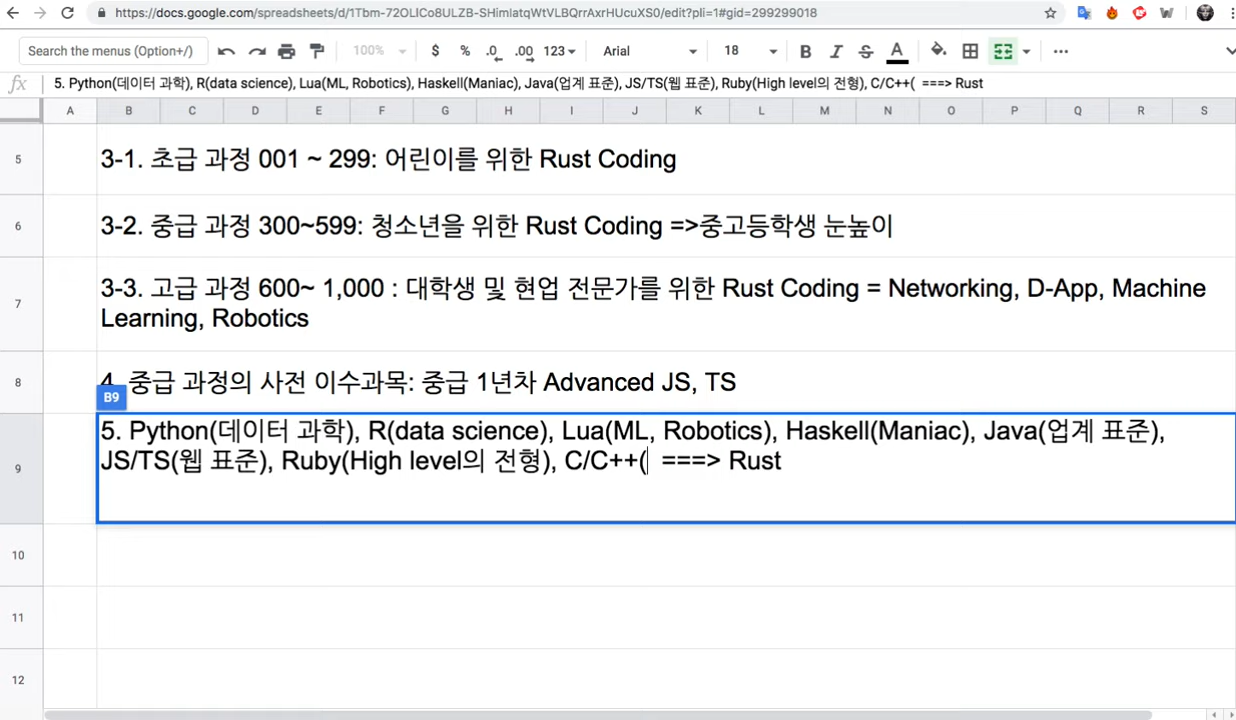 https://docs.google.com/spreadsheets/d/1Tbm-72OLICo8ULZB-SHimIatqWtVLBQrrAxrHUcuXS0/edit?pli=1#gid=299299018
Search the menus (Option+/) 100% $ % .0 .00 123 Arial 18 B I S A
fx 5. Python(데이터 과학), R(data science), Lua(ML, Robotics), Haskell(Maniac), Java(업계 표준), JS/TS(웹 표준), Ruby(High level의 전형), C/C++( ===> Rust
A B C D E F G H I J K L M N O P Q R S
5 3-1. 초급 과정 001 ~ 299: 어린이를 위한 Rust Coding
6 3-2. 중급 과정 300~599: 청소년을 위한 Rust Coding =>중고등학생 눈높이
7 3-3. 고급 과정 600~ 1,000 : 대학생 및 현업 전문가를 위한 Rust Coding = Networking, D-App, Machine
Learning, Robotics
8 4. 중급 과정의 사전 이수과목: 중급 1년차 Advanced JS, TS
B9
9 5. Python(데이터 과학), R(data science), Lua(ML, Robotics), Haskell(Maniac), Java(업계 표준),
JS/TS(웹 표준), Ruby(High level의 전형), C/C++( ===> Rust
10
11
12